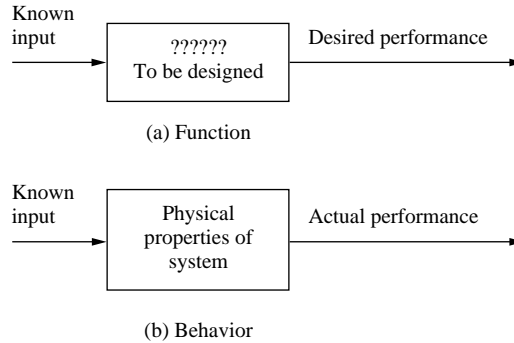 Known
input
??????
To be designed
Desired performance
(a) Function
Known
input
Physical
properties of
system
Actual performance
(b) Behavior